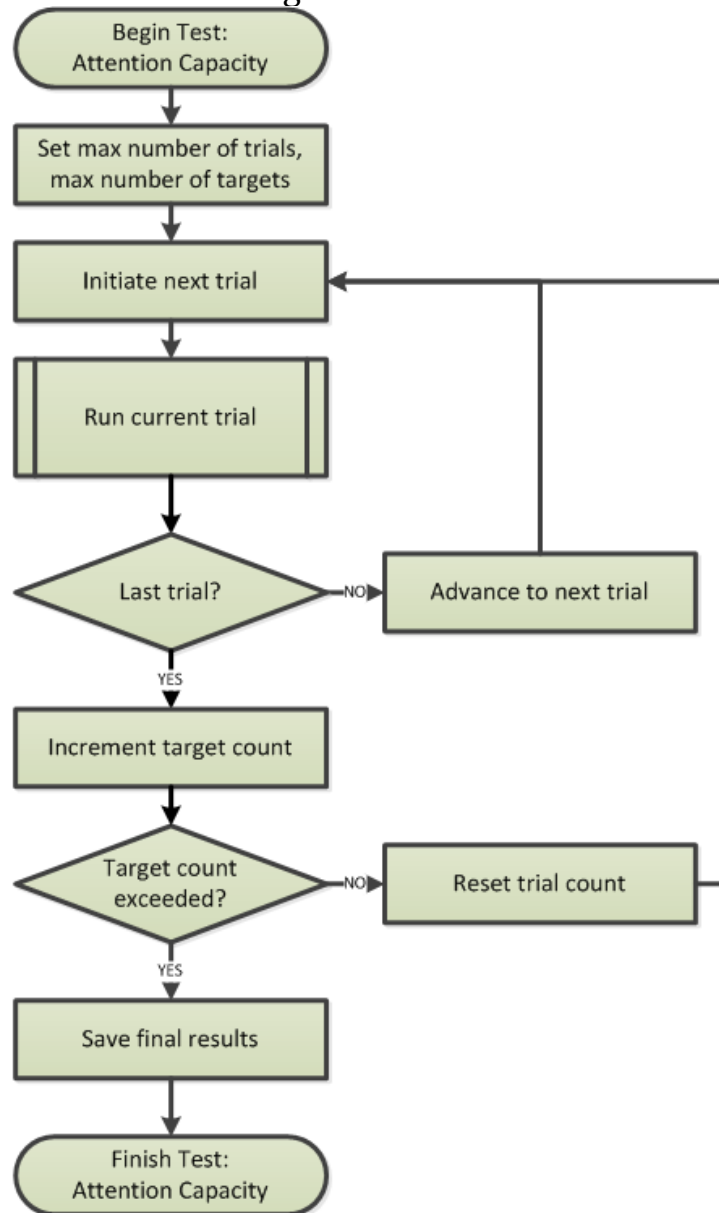 Begin Test:
Attention Capacity
Set max number of trials,
max number of targets
Initiate next trial
Run current trial
Last trial?
NO
Advance to next trial
YES
Increment target count
Target count
exceeded?
NO
Reset trial count
YES
Save final results
Finish Test:
Attention Capacity